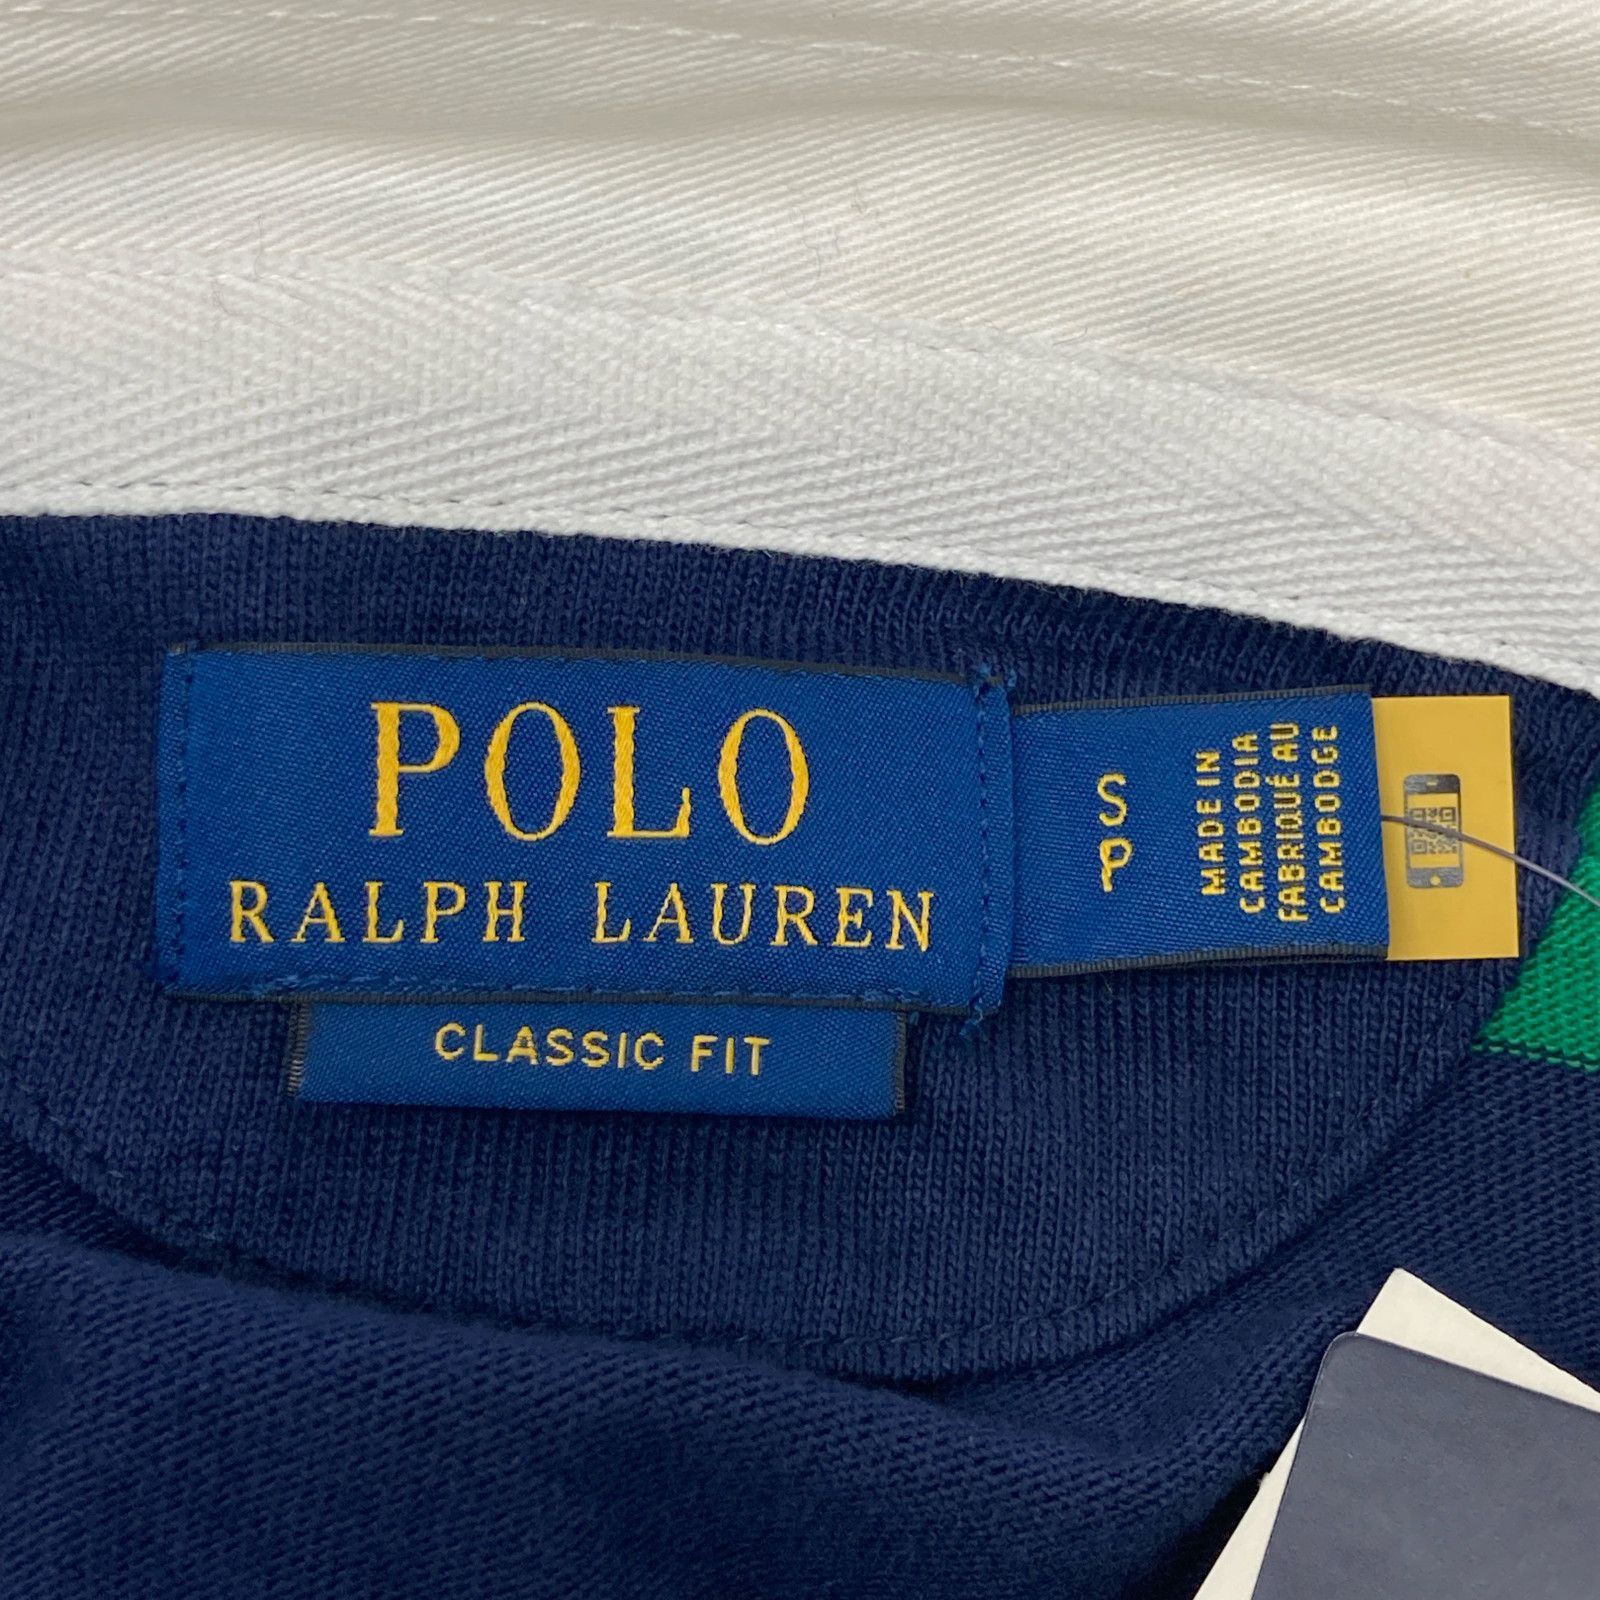 POLO
RALPH LAUREN
CLASSIC FIT
S
P
MADE IN
CAMBODIA
FABRIQUÉ AU
CAMBODGE